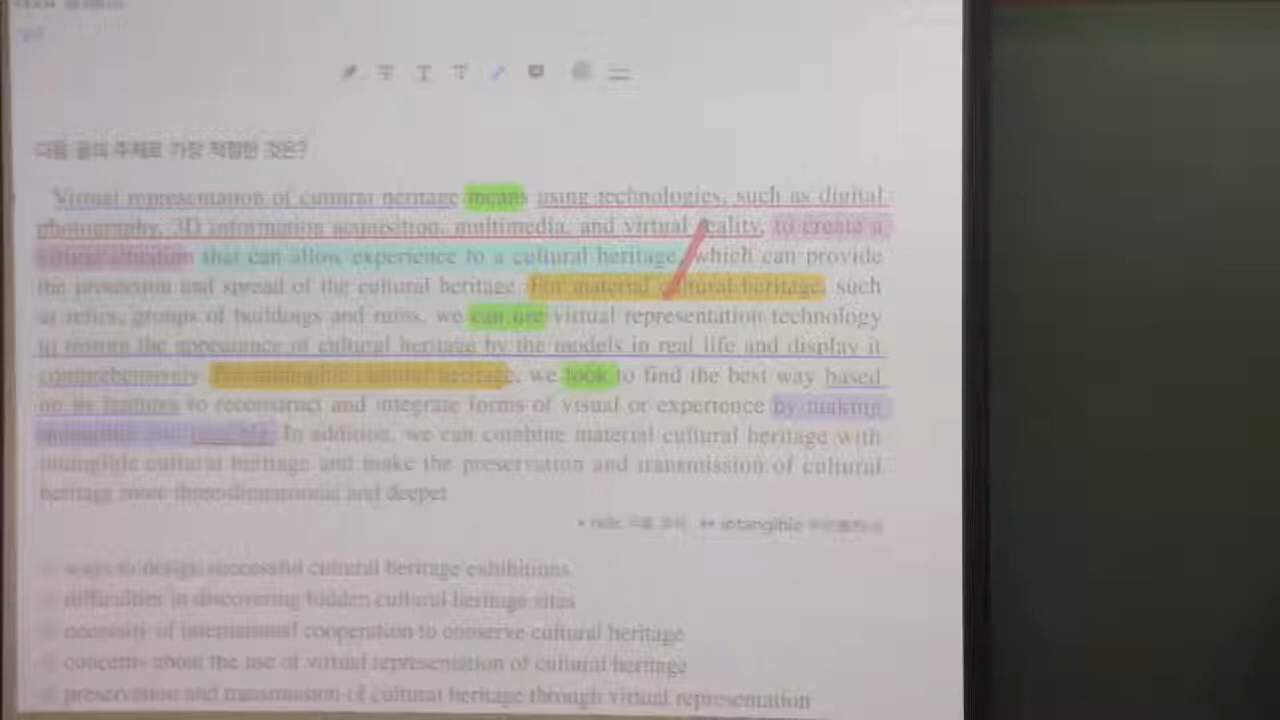 다음 글의 주제로 가장 적합한 것은?
Virtual representation of cultural heritage means using technologies, such as digital
photography, 3D information acquisition, multimedia, and virtual reality, to create a
virtual situation that can allow experience to a cultural heritage, which can provide
the protection and spread of the cultural heritage. For material cultural heritage, such
as relics, groups of buildings and ruins, we can use virtual representation technology
to restore the appearance of cultural heritage by the models in real life and display it
comprehensively. For intangible cultural heritage, we look to find the best way based
on its features to reconstruct and integrate forms of visual or experience by making
intangible tangible. In addition, we can combine material cultural heritage with
intangible cultural heritage and make the preservation and transmission of cultural
heritage more three-dimensional and deeper.
* relic ** intangible
ways to design successful cultural heritage exhibitions
difficulties in discovering hidden cultural heritage sites
necessity of international cooperation to conserve cultural heritage
concerns about the use of virtual representation of cultural heritage
preservation and transmission of cultural heritage through virtual representation